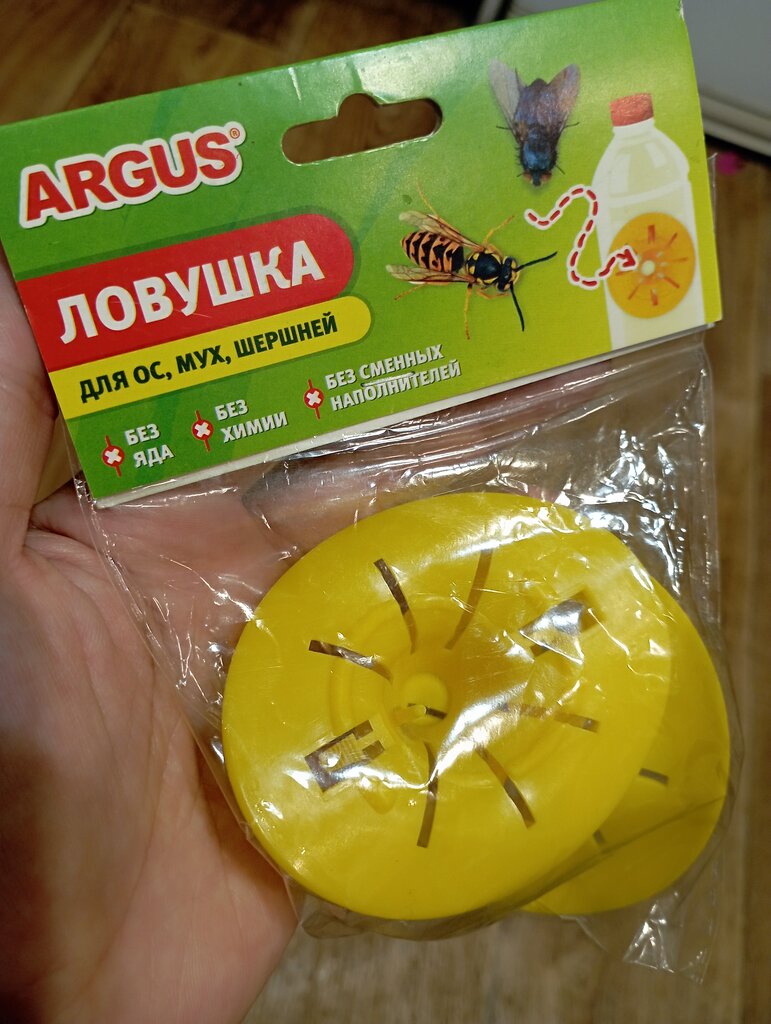 ARGUS®
ЛОВУШКА
ДЛЯ ОС, МУХ, ШЕРШНЕЙ
БЕЗ
ЯДА
БЕЗ
ХИМИИ
БЕЗ СМЕННЫХ
НАПОЛНИТЕЛЕЙ